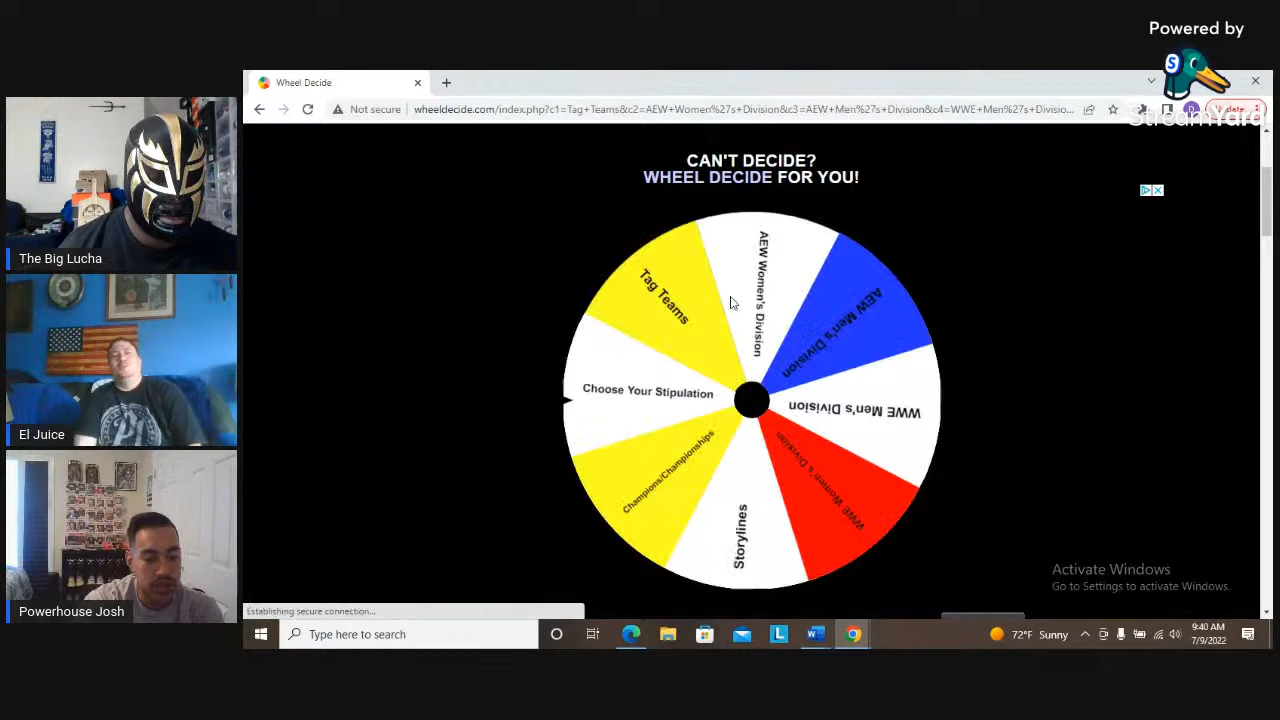 Powered by
StreamYard
S
Wheel Decide
Not secure
wheeldecide.com/index.php?c1=Tag+Teams&c2=AEW+Women%27s+Division&c3=AEW+Men%27s+Division&c4=WWE+Men%27s+Divisio...
CAN'T DECIDE?
WHEEL DECIDE FOR YOU!
AEW Women's Division
AEW Men's Division
WWE Men's Division
WWE Women's Division
Storylines
Champions/Championships
Choose Your Stipulation
Tag Teams
The Big Lucha
El Juice
Powerhouse Josh
Activate Windows
Go to Settings to activate Windows.
Establishing secure connection...
Type here to search
L
72°F Sunny
9:40 AM
7/9/2022